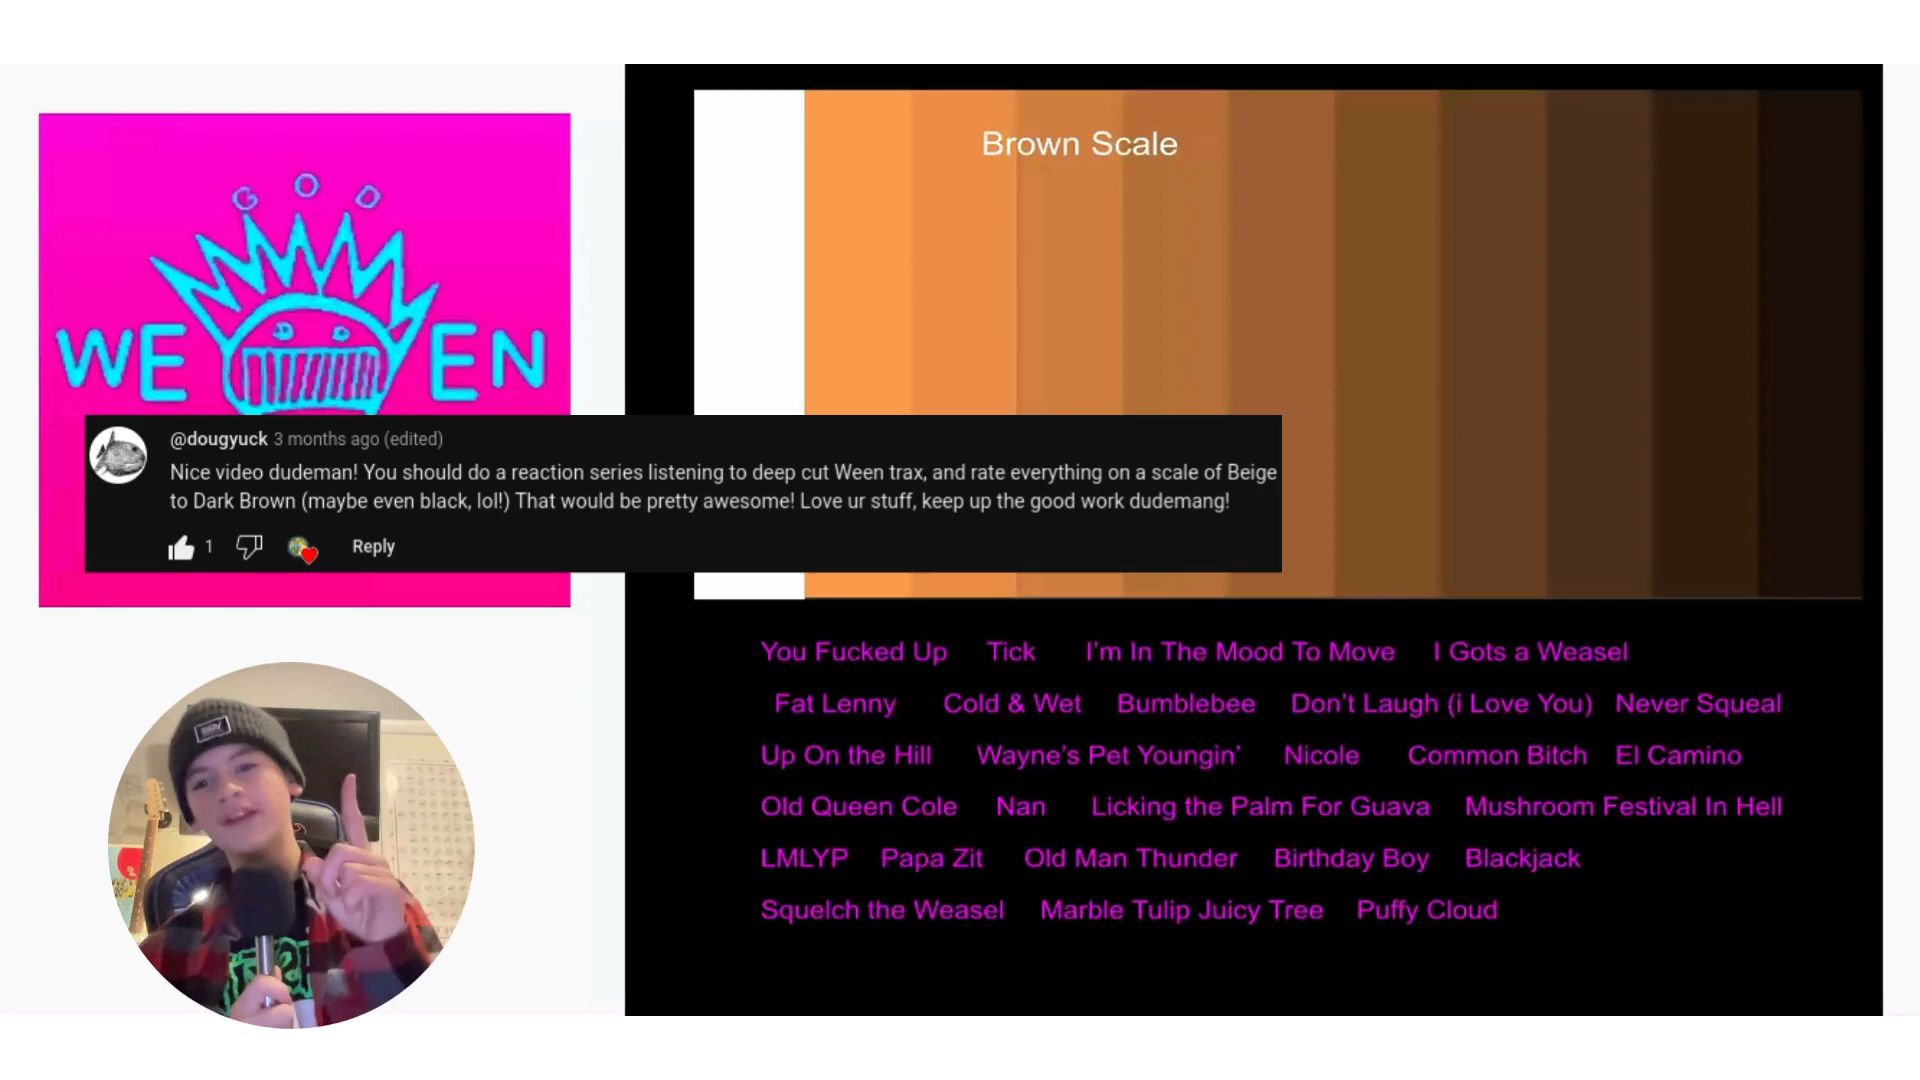 GOD
WEEN
Brown Scale
@dougyuck 3 months ago (edited)
Nice video dudeman! You should do a reaction series listening to deep cut Ween trax, and rate everything on a scale of Beige
to Dark Brown (maybe even black, lol!) That would be pretty awesome! Love ur stuff, keep up the good work dudemang!
1 Reply
You Fucked Up Tick I'm In The Mood To Move I Gots a Weasel
Fat Lenny Cold & Wet Bumblebee Don't Laugh (i Love You) Never Squeal
Up On the Hill Wayne's Pet Youngin' Nicole Common Bitch El Camino
Old Queen Cole Nan Licking the Palm For Guava Mushroom Festival In Hell
LMLYP Papa Zit Old Man Thunder Birthday Boy Blackjack
Squelch the Weasel Marble Tulip Juicy Tree Puffy Cloud